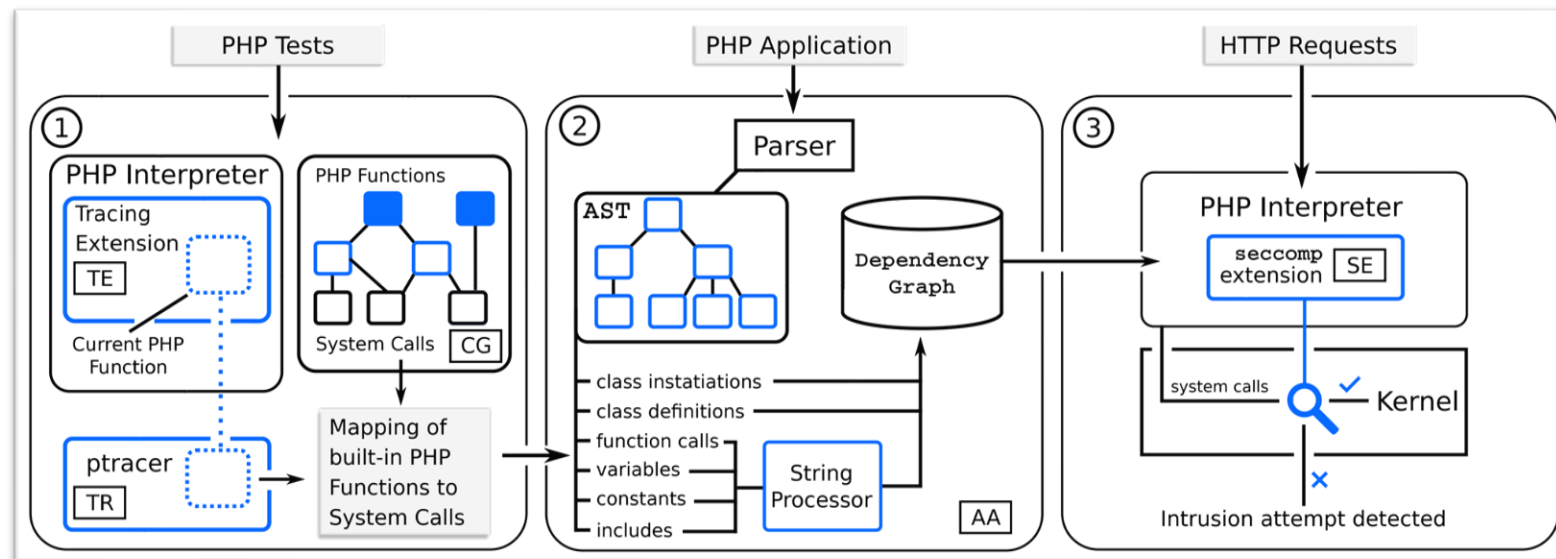 PHP Tests
PHP Application
HTTP Requests
1
PHP Interpreter
Tracing
Extension
TE
Current PHP
Function
ptracer
TR
PHP Functions
System Calls
CG
Mapping of
built-in PHP
Functions to
System Calls
2
Parser
AST
class instatiations
class definitions
function calls
variables
constants
includes
String
Processor
Dependency
Graph
AA
3
PHP Interpreter
seccomp
extension
SE
system calls
Kernel
Intrusion attempt detected